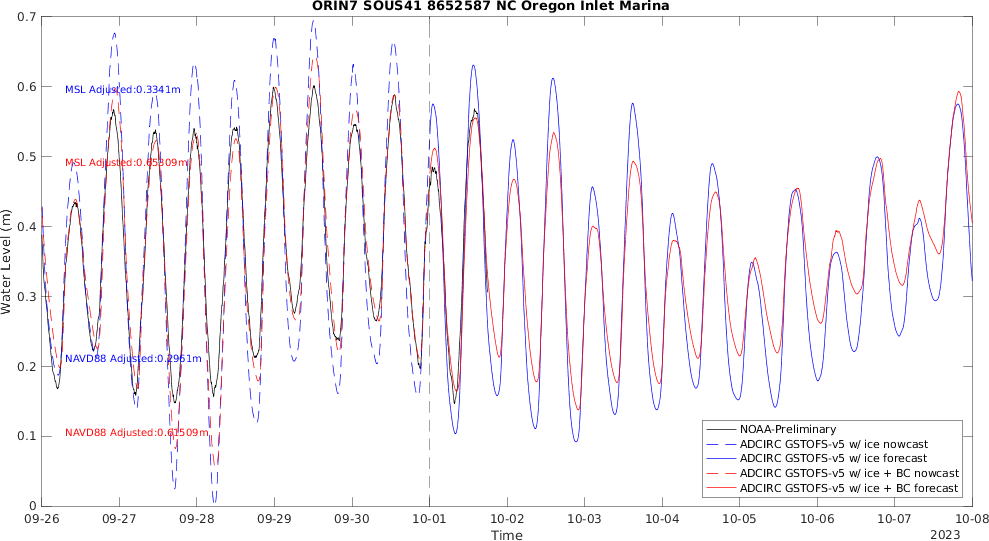 ORIN7 SOUS41 8652587 NC Oregon Inlet Marina
0.7
0.6
0.5
0.4
0.3
0.2
0.1
0
Water Level (m)
MSL Adjusted:0.3341m
MSL Adjusted:0.65309m
NAVD88 Adjusted:0.2961m
NAVD88 Adjusted:0.61509m
NOAA-Preliminary
ADCIRC GSTOFS-v5 w/ ice nowcast
ADCIRC GSTOFS-v5 w/ ice forecast
ADCIRC GSTOFS-v5 w/ ice + BC nowcast
ADCIRC GSTOFS-v5 w/ ice + BC forecast
09-26 09-27 09-28 09-29 09-30 10-01 10-02 10-03 10-04 10-05 10-06 10-07 10-08
Time
2023